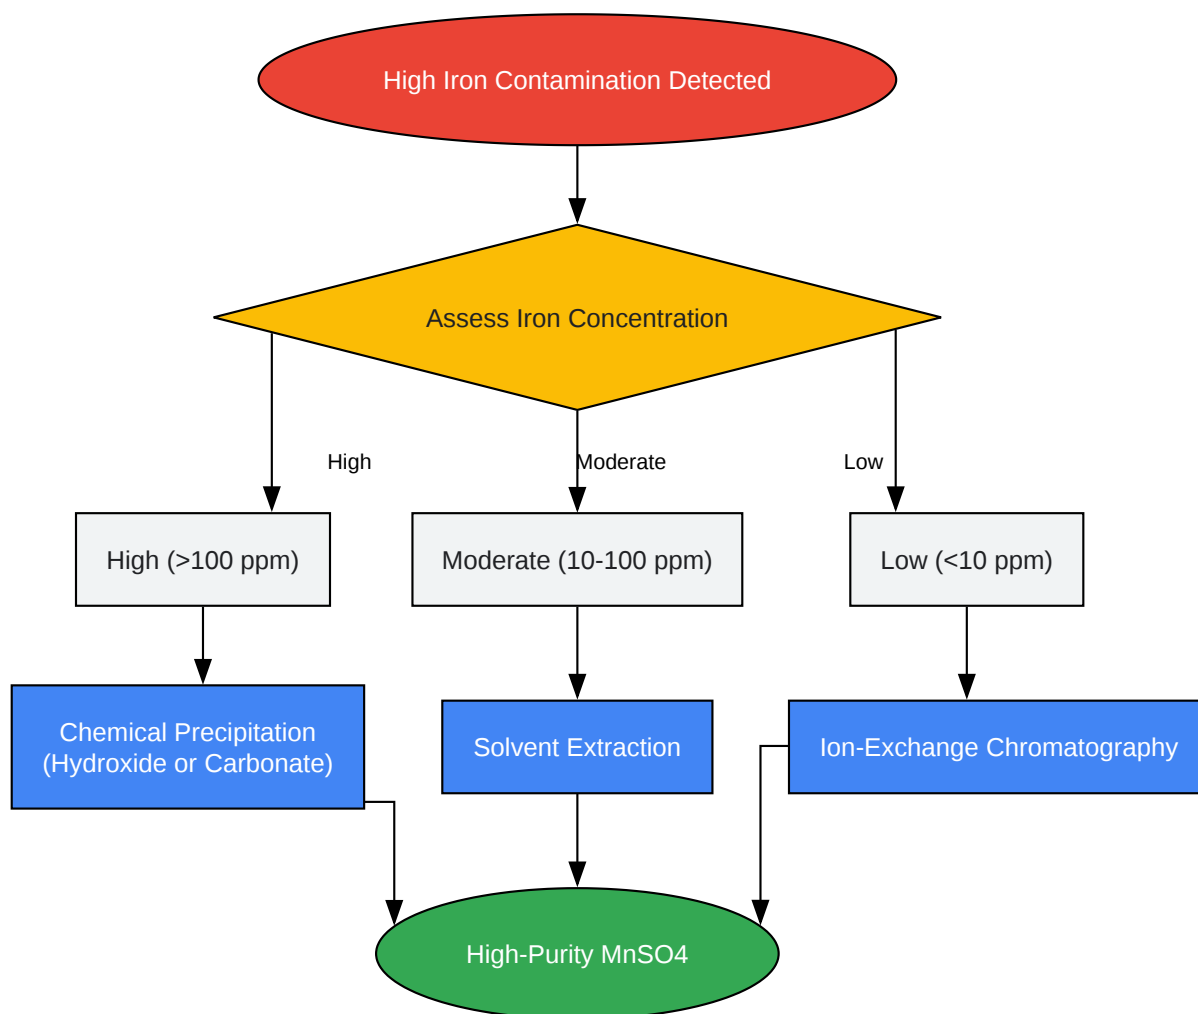 High Iron Contamination Detected
Assess Iron Concentration
High
Moderate
Low
High (>100 ppm)
Moderate (10-100 ppm)
Low (<10 ppm)
Chemical Precipitation
(Hydroxide or Carbonate)
Solvent Extraction
Ion-Exchange Chromatography
High-Purity MnSO4